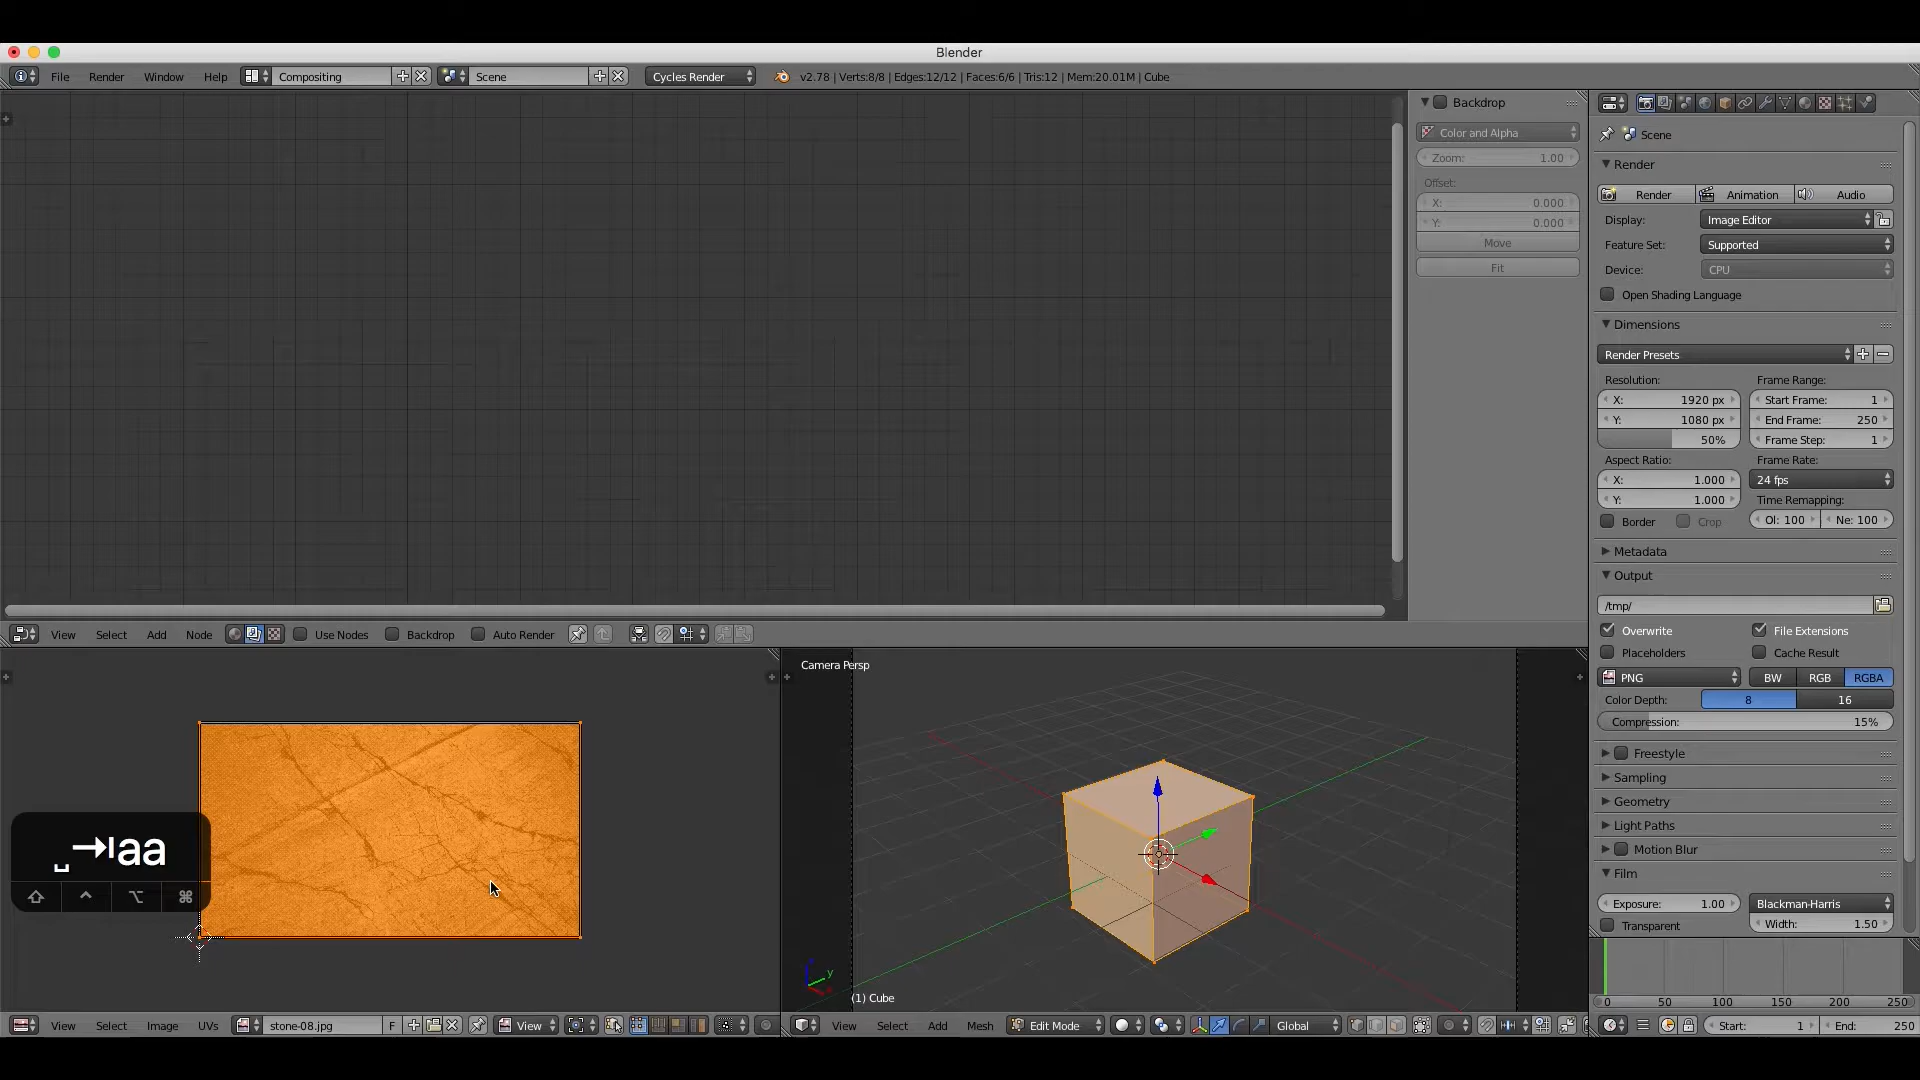 Blender
File Render Window Help Compositing Scene Cycles Render v2.78 | Verts:8/8 | Edges:12/12 | Faces:6/6 | Tris:12 | Mem:20.01M | Cube
Backdrop
Color and Alpha
Zoom: 1.00
Offset:
X: 0.000
Y: 0.000
Move
Fit
Scene
Render
Render Animation Audio
Display: Image Editor
Feature Set: Supported
Device: CPU
Open Shading Language
Dimensions
Render Presets
Resolution: Frame Range:
X: 1920 px Start Frame: 1
Y: 1080 px End Frame: 250
50% Frame Step: 1
Aspect Ratio: Frame Rate:
X: 1.000 24 fps
Y: 1.000 Time Remapping:
Border Crop Ol: 100 Ne: 100
Metadata
Output
/tmp/
Overwrite File Extensions
Placeholders Cache Result
PNG BW RGB RGBA
Color Depth: 8 16
Compression: 15%
Freestyle
Sampling
Geometry
Light Paths
Motion Blur
Film
Exposure: 1.00 Blackman-Harris
Transparent Width: 1.50
0 50 100 150 200 250
Start: 1 End: 250
View Select Add Node Use Nodes Backdrop Auto Render
Camera Persp
␣⇥aa
⇧ ⌃ ⌥ ⌘
y
(1) Cube
View Select Image UVs stone-08.jpg F View
View Select Add Mesh Edit Mode Global